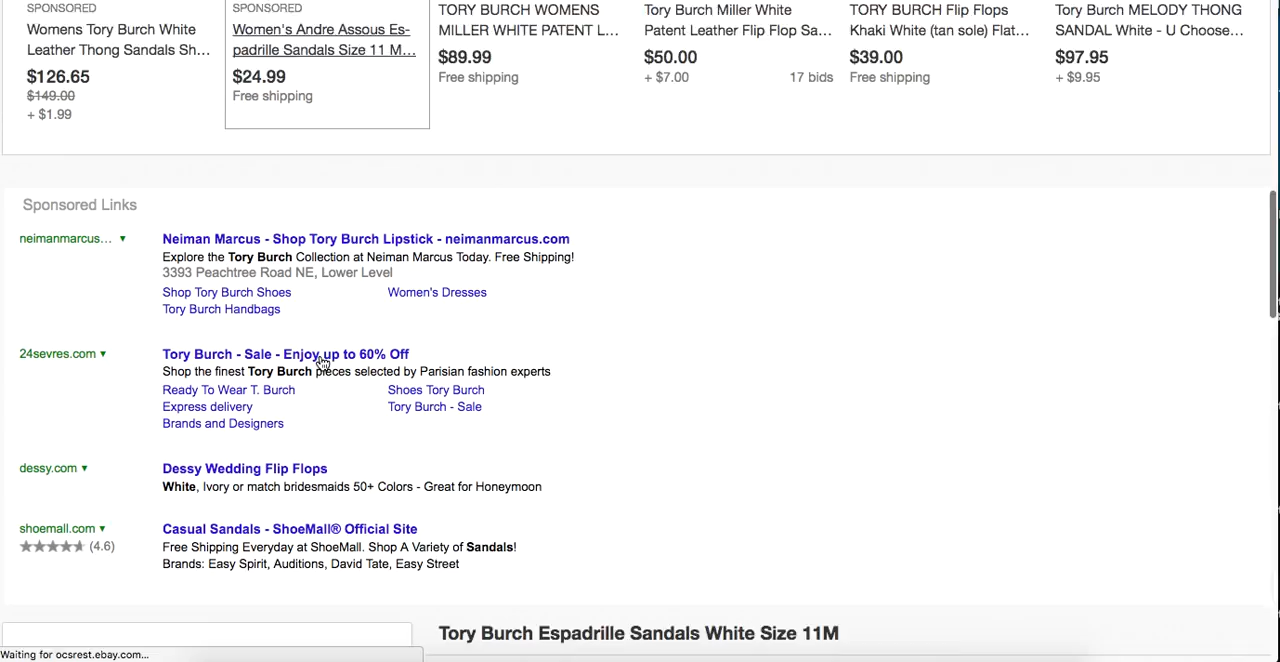 SPONSORED
Womens Tory Burch White
Leather Thong Sandals Sh...
$126.65
$149.00
+ $1.99
SPONSORED
Women's Andre Assous Es-
padrille Sandals Size 11 M...
$24.99
Free shipping
TORY BURCH WOMENS
MILLER WHITE PATENT L...
$89.99
Free shipping
Tory Burch Miller White
Patent Leather Flip Flop Sa...
$50.00
+ $7.00 17 bids
TORY BURCH Flip Flops
Khaki White (tan sole) Flat...
$39.00
Free shipping
Tory Burch MELODY THONG
SANDAL White - U Choose...
$97.95
+ $9.95
Sponsored Links
neimanmarcus... ▼
Neiman Marcus - Shop Tory Burch Lipstick - neimanmarcus.com
Explore the Tory Burch Collection at Neiman Marcus Today. Free Shipping!
3393 Peachtree Road NE, Lower Level
Shop Tory Burch Shoes Women's Dresses
Tory Burch Handbags
24sevres.com ▼
Tory Burch - Sale - Enjoy up to 60% Off
Shop the finest Tory Burch pieces selected by Parisian fashion experts
Ready To Wear T. Burch Shoes Tory Burch
Express delivery Tory Burch - Sale
Brands and Designers
dessy.com ▼
Dessy Wedding Flip Flops
White, Ivory or match bridesmaids 50+ Colors - Great for Honeymoon
shoemall.com ▼
Casual Sandals - ShoeMall® Official Site
(4.6)
Free Shipping Everyday at ShoeMall. Shop A Variety of Sandals!
Brands: Easy Spirit, Auditions, David Tate, Easy Street
Tory Burch Espadrille Sandals White Size 11M
Waiting for ocsrest.ebay.com...